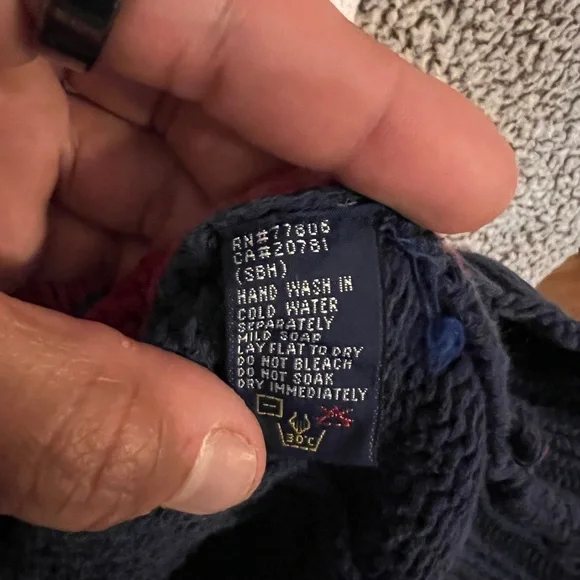 RN#77806
CA#20781
(SBH)
HAND WASH IN
COLD WATER
SEPARATELY
MILD SOAP
LAY FLAT TO DRY
DO NOT BLEACH
DO NOT SOAK
DRY IMMEDIATELY
30°C